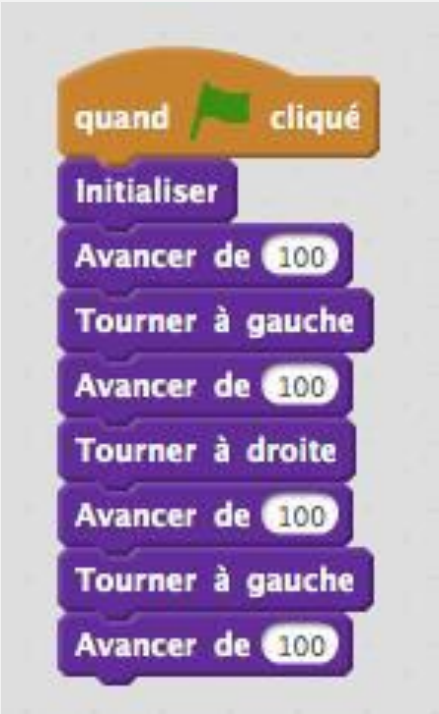 quand cliqué
Initialiser
Avancer de 100
Tourner à gauche
Avancer de 100
Tourner à droite
Avancer de 100
Tourner à gauche
Avancer de 100